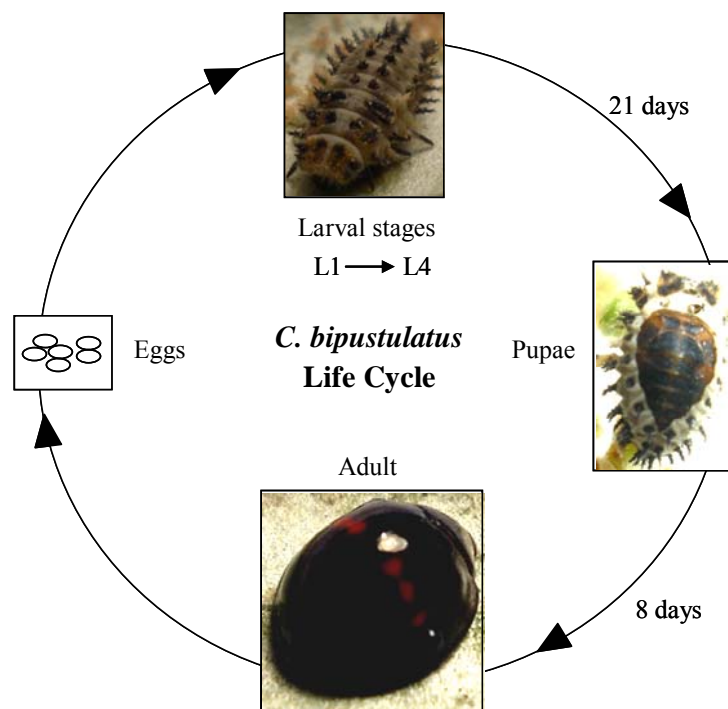 21 days
Larval stages
L1 → L4
Eggs
C. bipustulatus
Life Cycle
Pupae
Adult
8 days